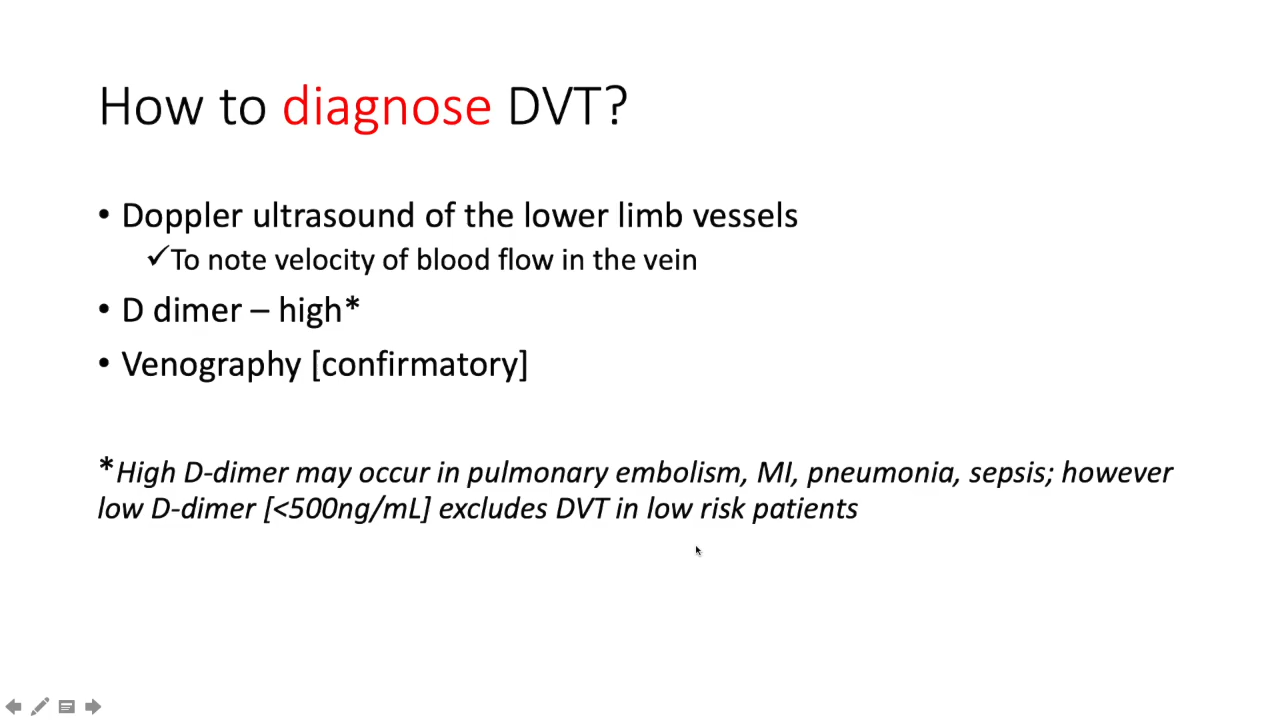 How to diagnose DVT?
• Doppler ultrasound of the lower limb vessels
✓To note velocity of blood flow in the vein
• D dimer – high*
• Venography [confirmatory]
*High D-dimer may occur in pulmonary embolism, MI, pneumonia, sepsis; however
low D-dimer [<500ng/mL] excludes DVT in low risk patients